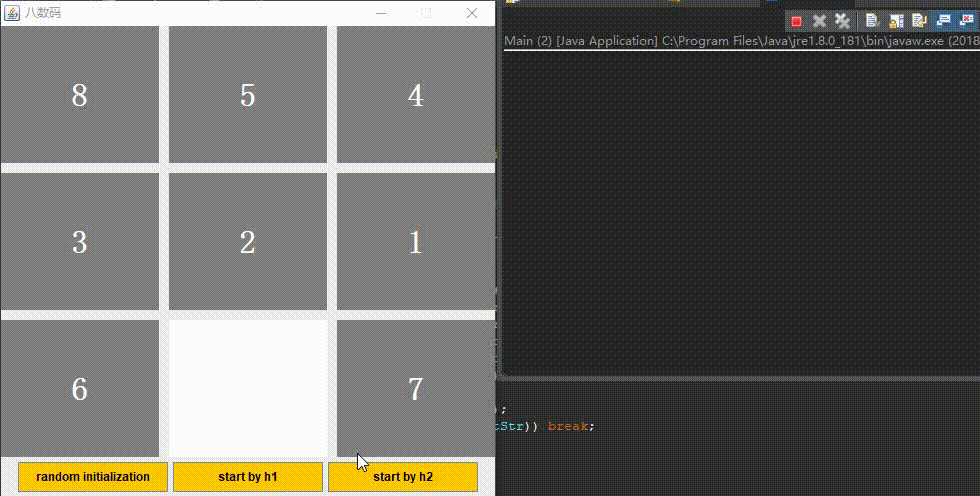 八数码
Main (2) [Java Application] C:\Program Files\Java\jre1.8.0_181\bin\javaw.exe (2018
8 5 4
3 2 1
6 7
);
tStr)) break;
random initialization start by h1 start by h2